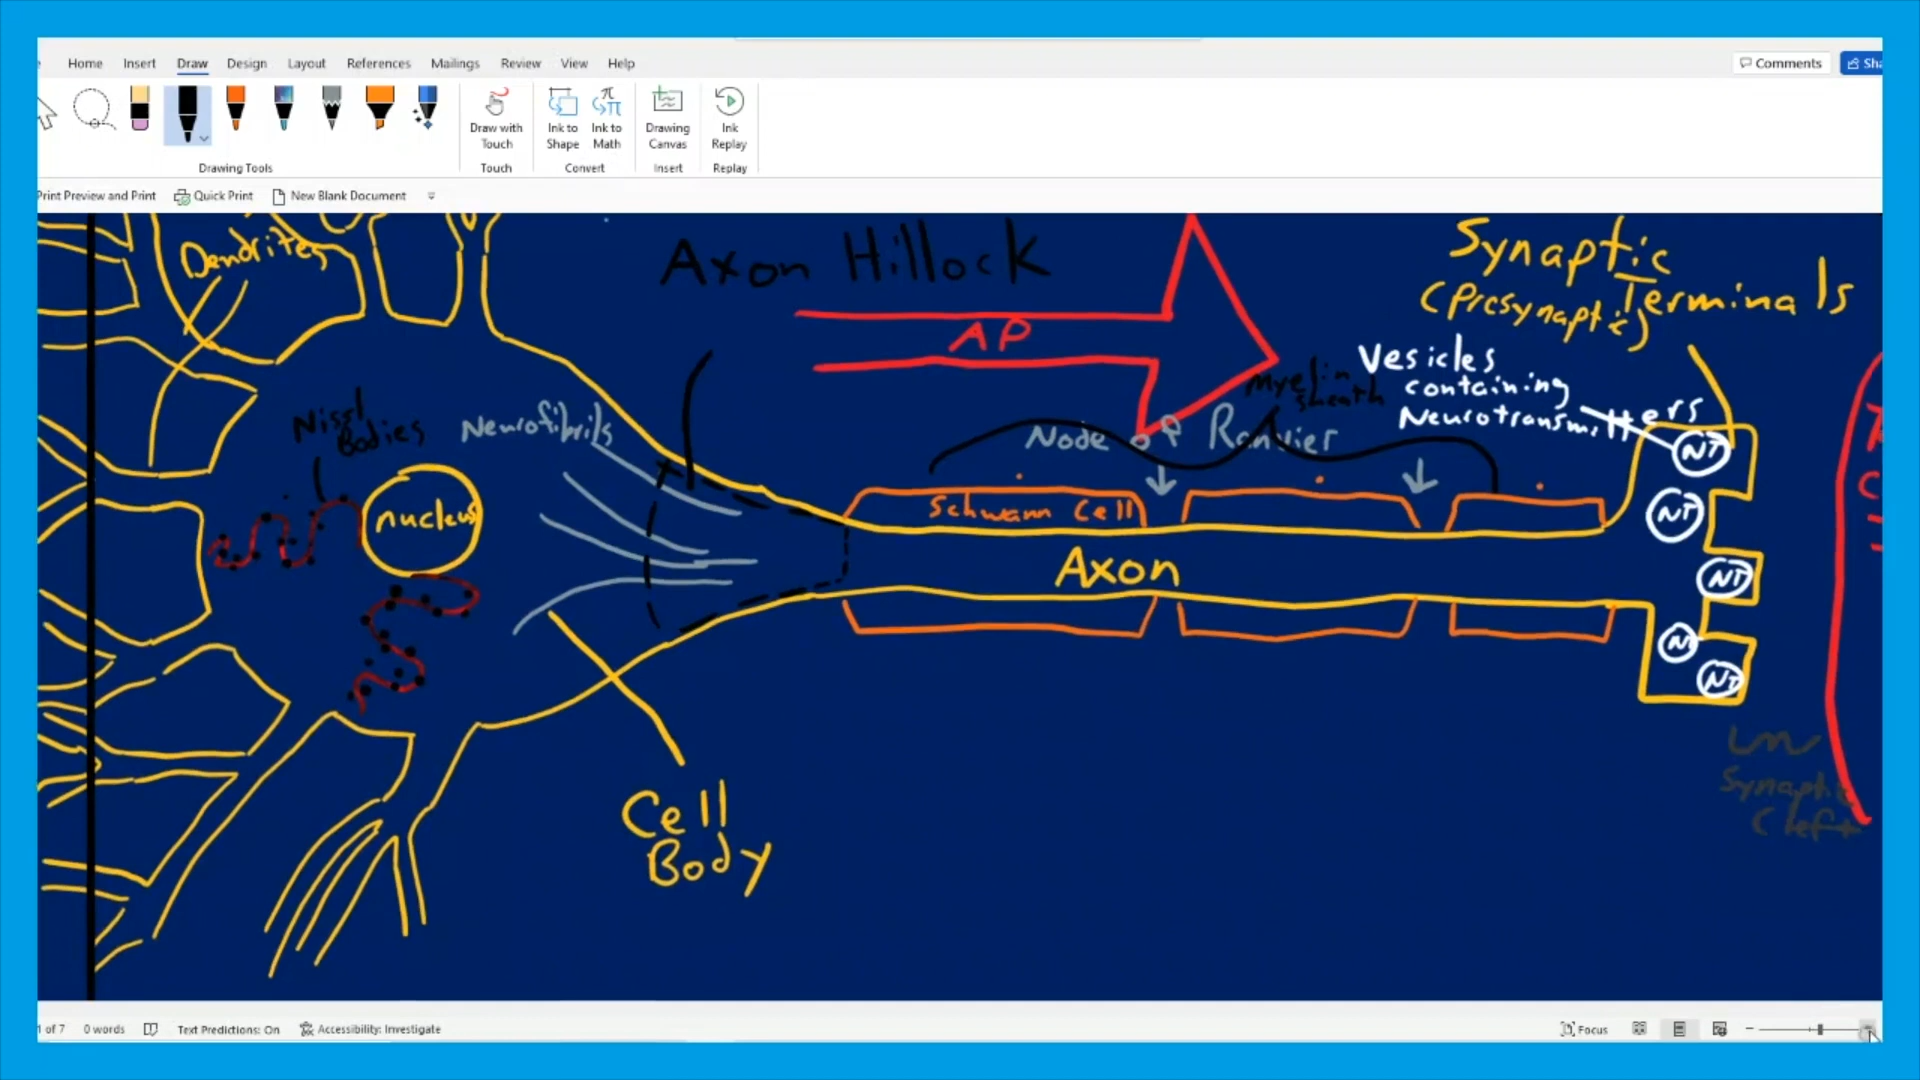 Home Insert Draw Design Layout References Mailings Review View Help
Comments
Draw with Touch
Ink to Shape
Ink to Math
Drawing Canvas
Ink Replay
Drawing Tools
Touch
Convert
Insert
Replay
Print Preview and Print Quick Print New Blank Document
Dendrites
Axon Hillock
AP
Synaptic
Terminals
(Presynaptic)
Vesicles
containing
Neurotransmitters
Myelin
sheath
Nissl
Bodies
Neurofibrils
Node of Ranvier
nucleus
Schwann Cell
Axon
NT
NT
NT
NT
NT
Cell
Body
Synaptic
Cleft
1 of 7 0 words Text Predictions: On Accessibility: Investigate
Focus